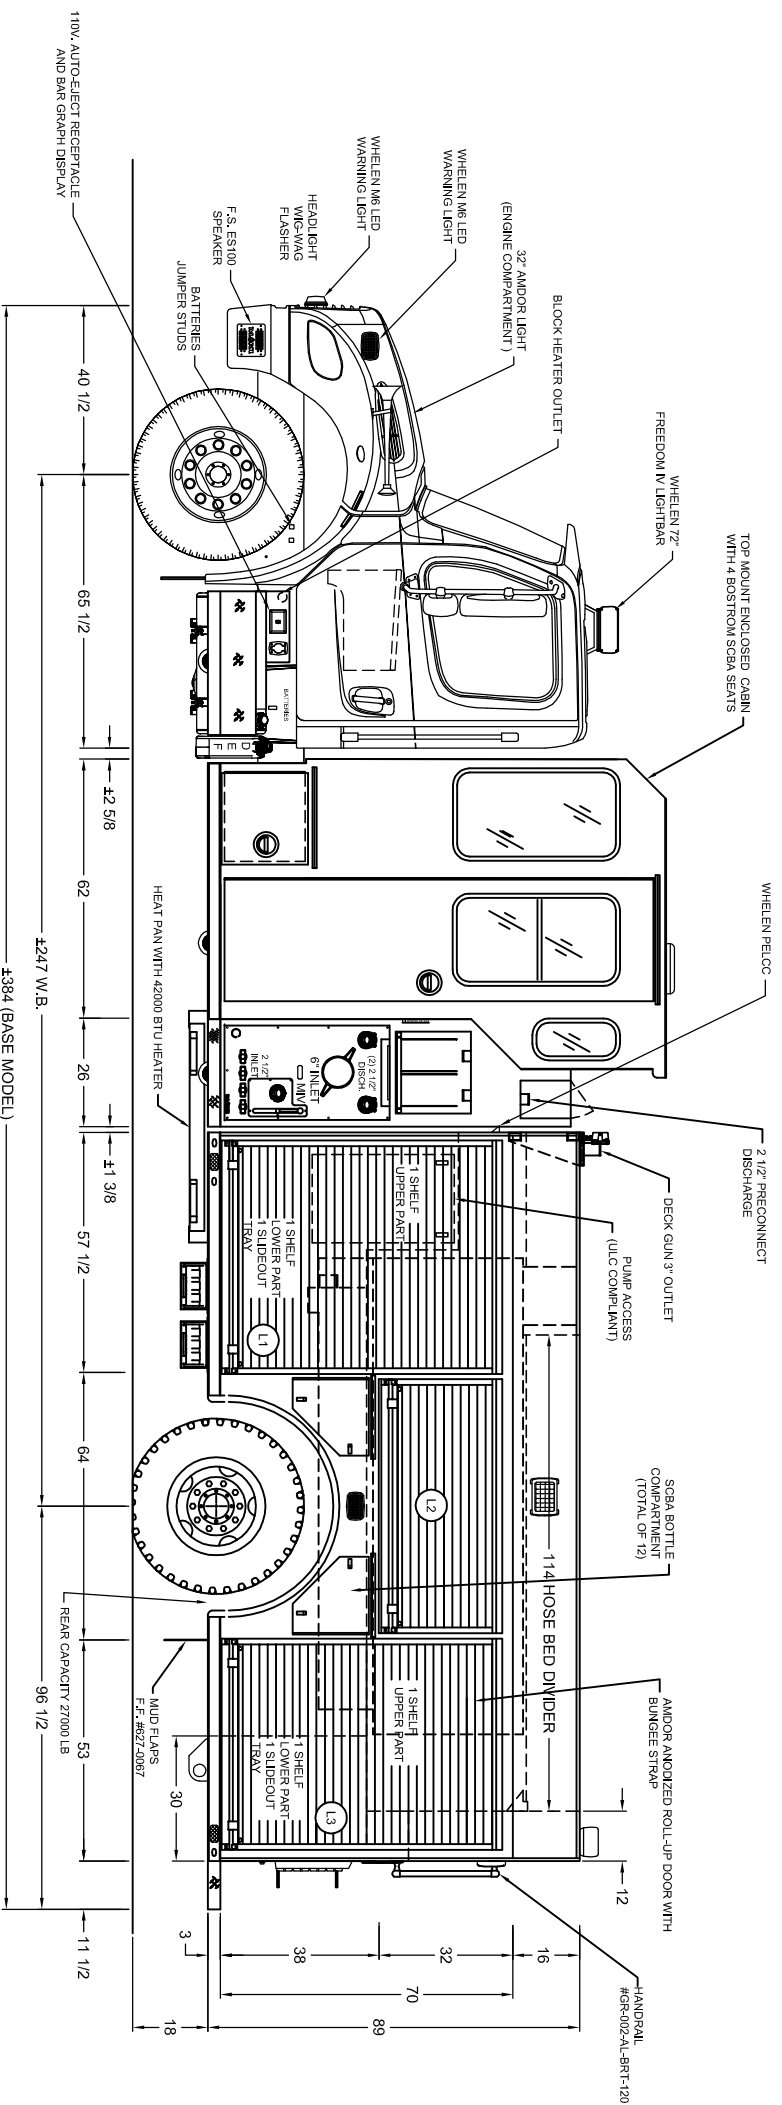 110V. AUTO-EJECT RECEPTACLE
AND BAR GRAPH DISPLAY
F.S. ES100
SPEAKER
BATTERIES
JUMPER STUDS
HEADLIGHT
WIG-WAG
FLASHER
WHELEN M6 LED
WARNING LIGHT
WHELEN M6 LED
WARNING LIGHT
32" AMDOR LIGHT
(ENGINE COMPARTMENT )
BLOCK HEATER OUTLET
WHELEN 72"
FREEDOM IV LIGHTBAR
TOP MOUNT ENCLOSED CABIN
WITH 4 BOSTROM SCBA SEATS
WHELEN PELCC
2 1/2" PRECONNECT
DISCHARGE
DECK GUN 3" OUTLET
PUMP ACCESS
(ULC COMPLIANT)
SCBA BOTTLE
COMPARTMENT
(TOTAL OF 12)
AMDOR ANODIZED ROLL-UP DOOR WITH
BUNGEE STRAP
HANDRAIL
#GR-002-AL-BRT-120
114 HOSE BED DIVIDER
12
16
32
38
3
70
89
18
BATTERIES
D
E
F
(2) 2 1/2"
DISCH.
6" INLET
MIV
2 1/2"
INLET
1 SHELF
UPPER PART
1 SHELF
LOWER PART
1 SLIDEOUT
TRAY
L1
L2
1 SHELF
UPPER PART
1 SHELF
LOWER PART
1 SLIDEOUT
TRAY
L3
30
HEAT PAN WITH 42000 BTU HEATER
REAR CAPACITY 27000 LB
MUD FLAPS
F.F. #627-0067
40 1/2
65 1/2
±2 5/8
62
26
±1 3/8
57 1/2
64
53
±247 W.B.
96 1/2
±384 (BASE MODEL)
11 1/2